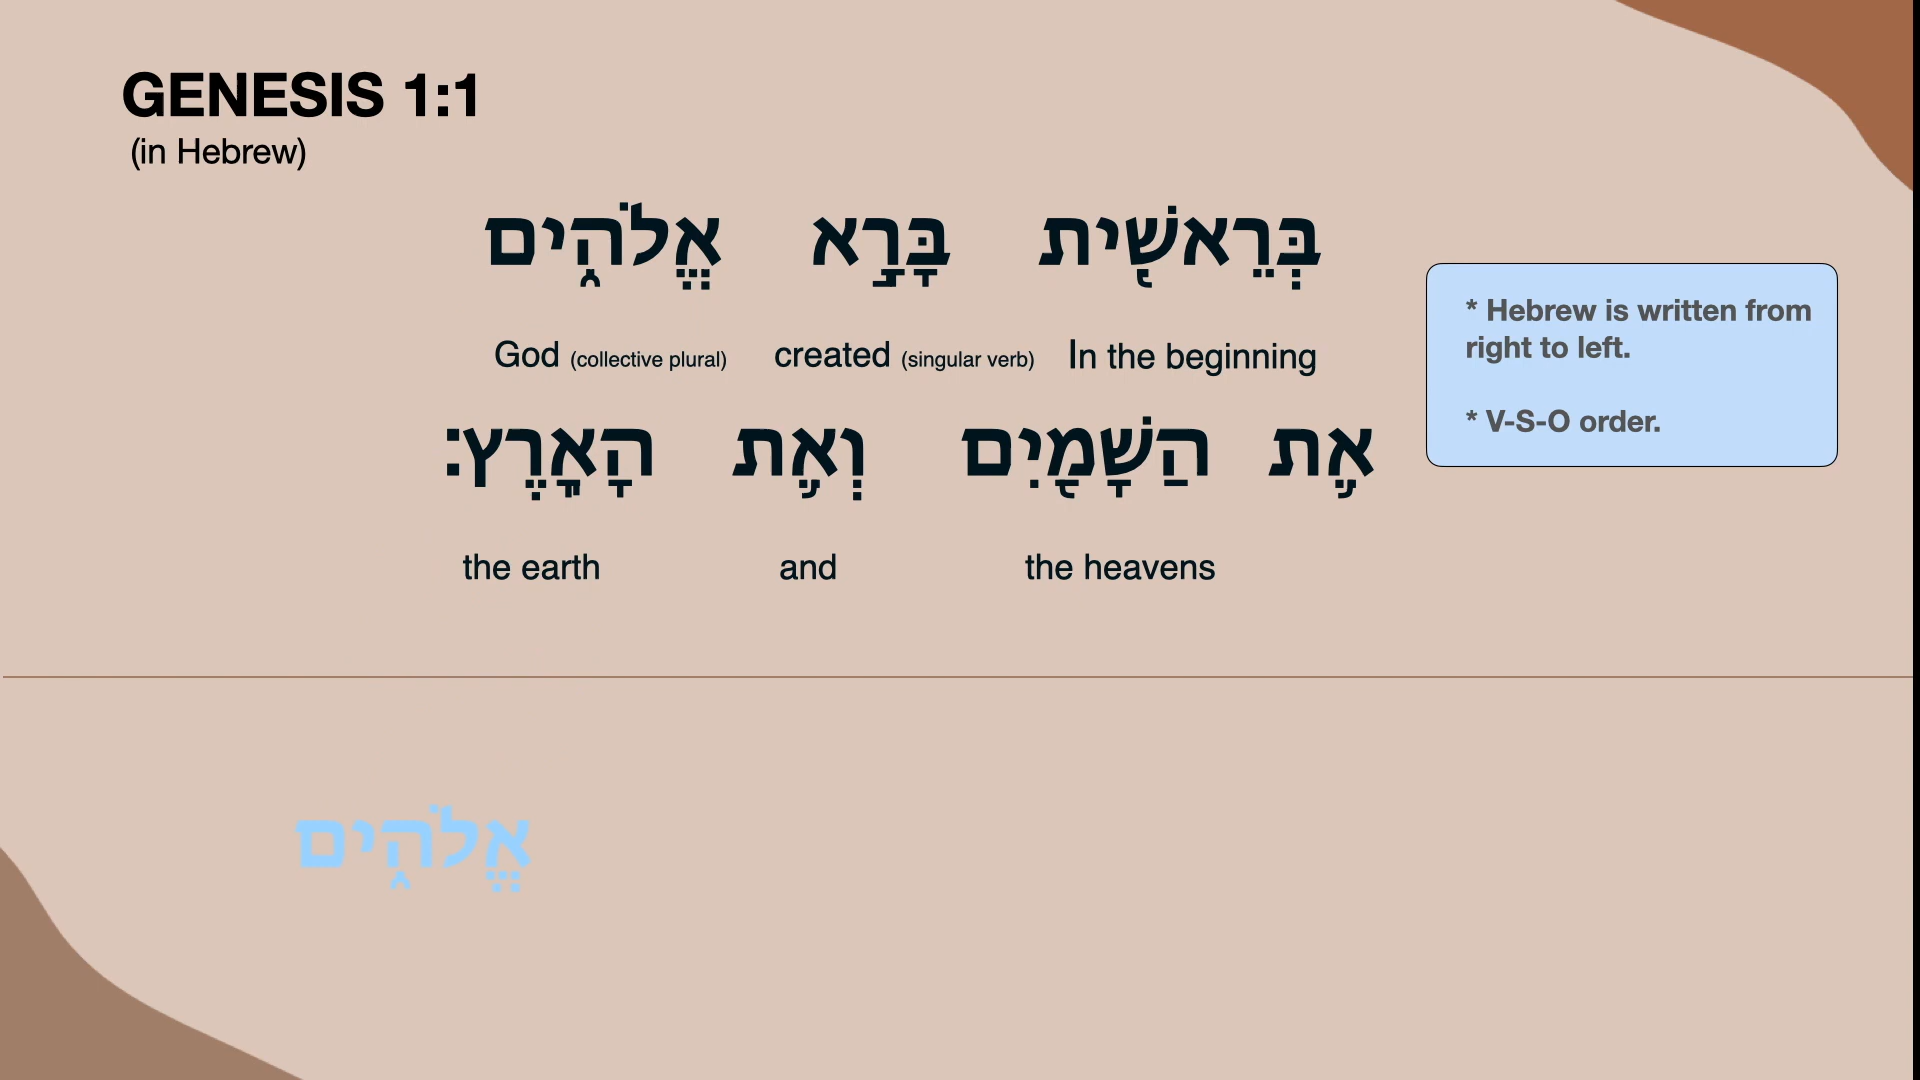 GENESIS 1:1
(in Hebrew)
בְּרֵאשִׁ֖ית בָּרָ֣א אֱלֹהִ֑ים
God (collective plural) created (singular verb) In the beginning
אֵ֥ת הַשָּׁמַ֖יִם וְאֵ֥ת הָאָֽרֶץ׃
the earth and the heavens
* Hebrew is written from
right to left.
* V-S-O order.
אֱלֹהִ֑ים